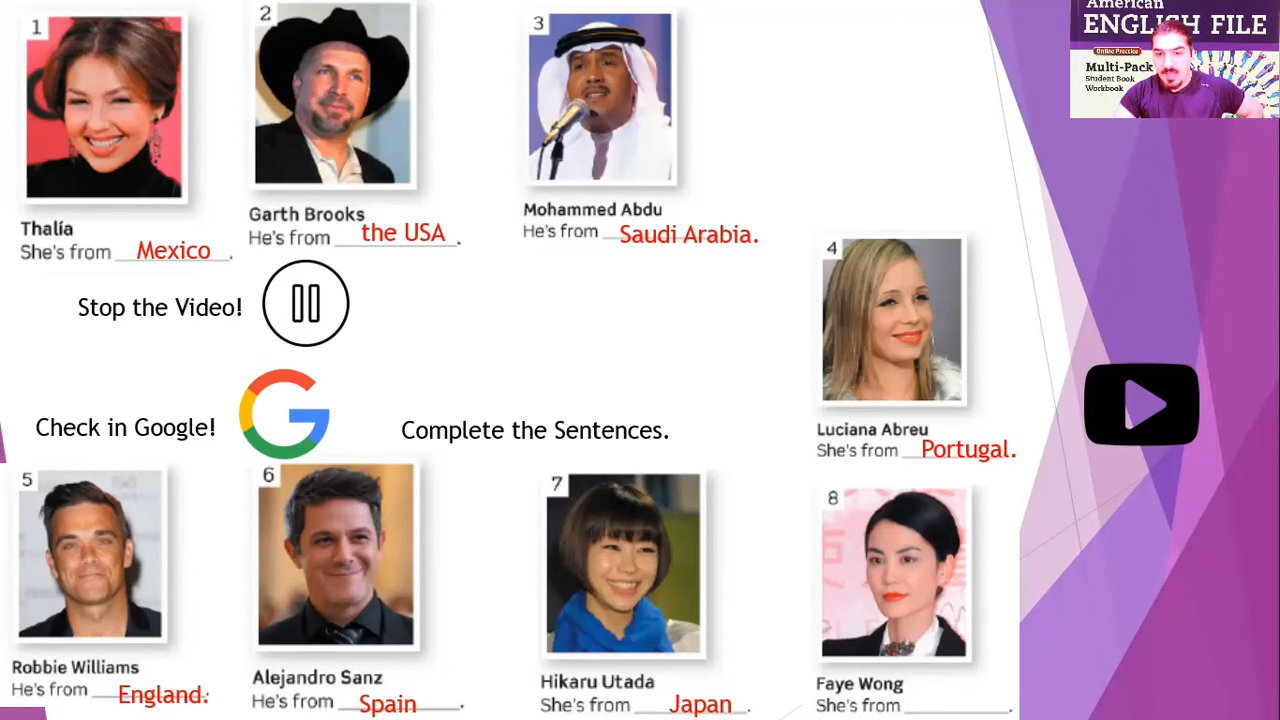 1
Thalía
She's from Mexico.
2
Garth Brooks
He's from the USA.
3
Mohammed Abdu
He's from Saudi Arabia.
American
ENGLISH FILE
Online Practice
Multi-Pack
Student Book
Workbook
Stop the Video!
4
Luciana Abreu
She's from Portugal.
Check in Google!
Complete the Sentences.
5
Robbie Williams
He's from England.
6
Alejandro Sanz
He's from Spain.
7
Hikaru Utada
She's from Japan.
8
Faye Wong
She's from ____________.